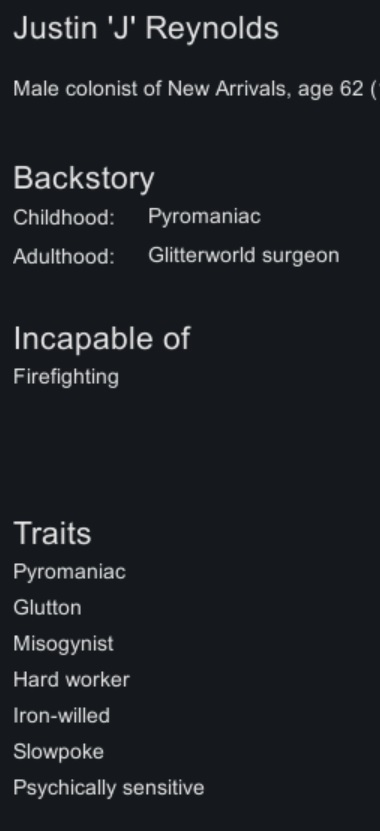 Justin 'J' Reynolds
Male colonist of New Arrivals, age 62 (
Backstory
Childhood: Pyromaniac
Adulthood: Glitterworld surgeon
Incapable of
Firefighting
Traits
Pyromaniac
Glutton
Misogynist
Hard worker
Iron-willed
Slowpoke
Psychically sensitive